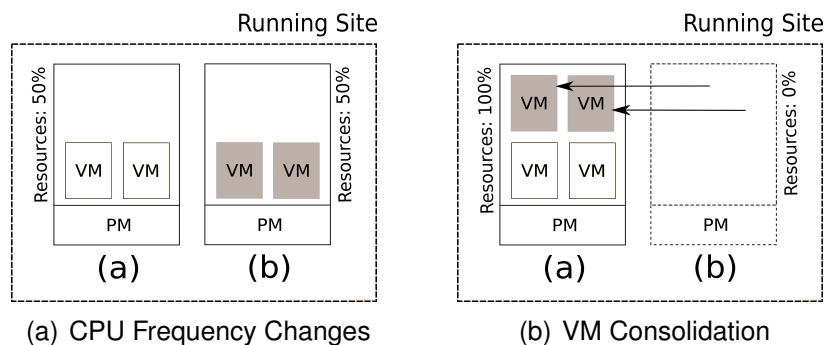 Running Site
Resources: 50%
VM
VM
PM
(a)
VM
VM
PM
(b)
Resources: 50%
(a) CPU Frequency Changes
Running Site
Resources: 100%
VM
VM
VM
VM
PM
(a)
PM
(b)
Resources: 0%
(b) VM Consolidation